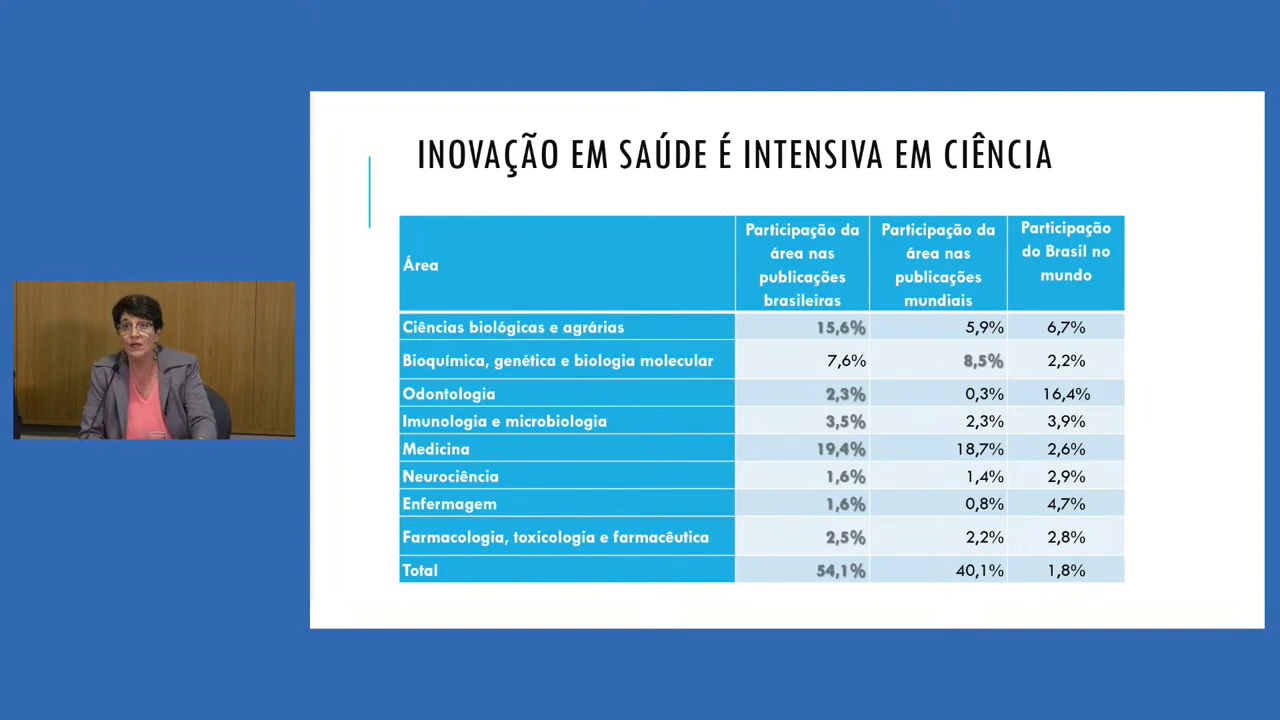 INOVAÇÃO EM SAÚDE É INTENSIVA EM CIÊNCIA
Área
Participação da
área nas
publicações
brasileiras
Participação da
área nas
publicações
mundiais
Participação
do Brasil no
mundo
Ciências biológicas e agrárias 15,6% 5,9% 6,7%
Bioquímica, genética e biologia molecular 7,6% 8,5% 2,2%
Odontologia 2,3% 0,3% 16,4%
Imunologia e microbiologia 3,5% 2,3% 3,9%
Medicina 19,4% 18,7% 2,6%
Neurociência 1,6% 1,4% 2,9%
Enfermagem 1,6% 0,8% 4,7%
Farmacologia, toxicologia e farmacêutica 2,5% 2,2% 2,8%
Total 54,1% 40,1% 1,8%